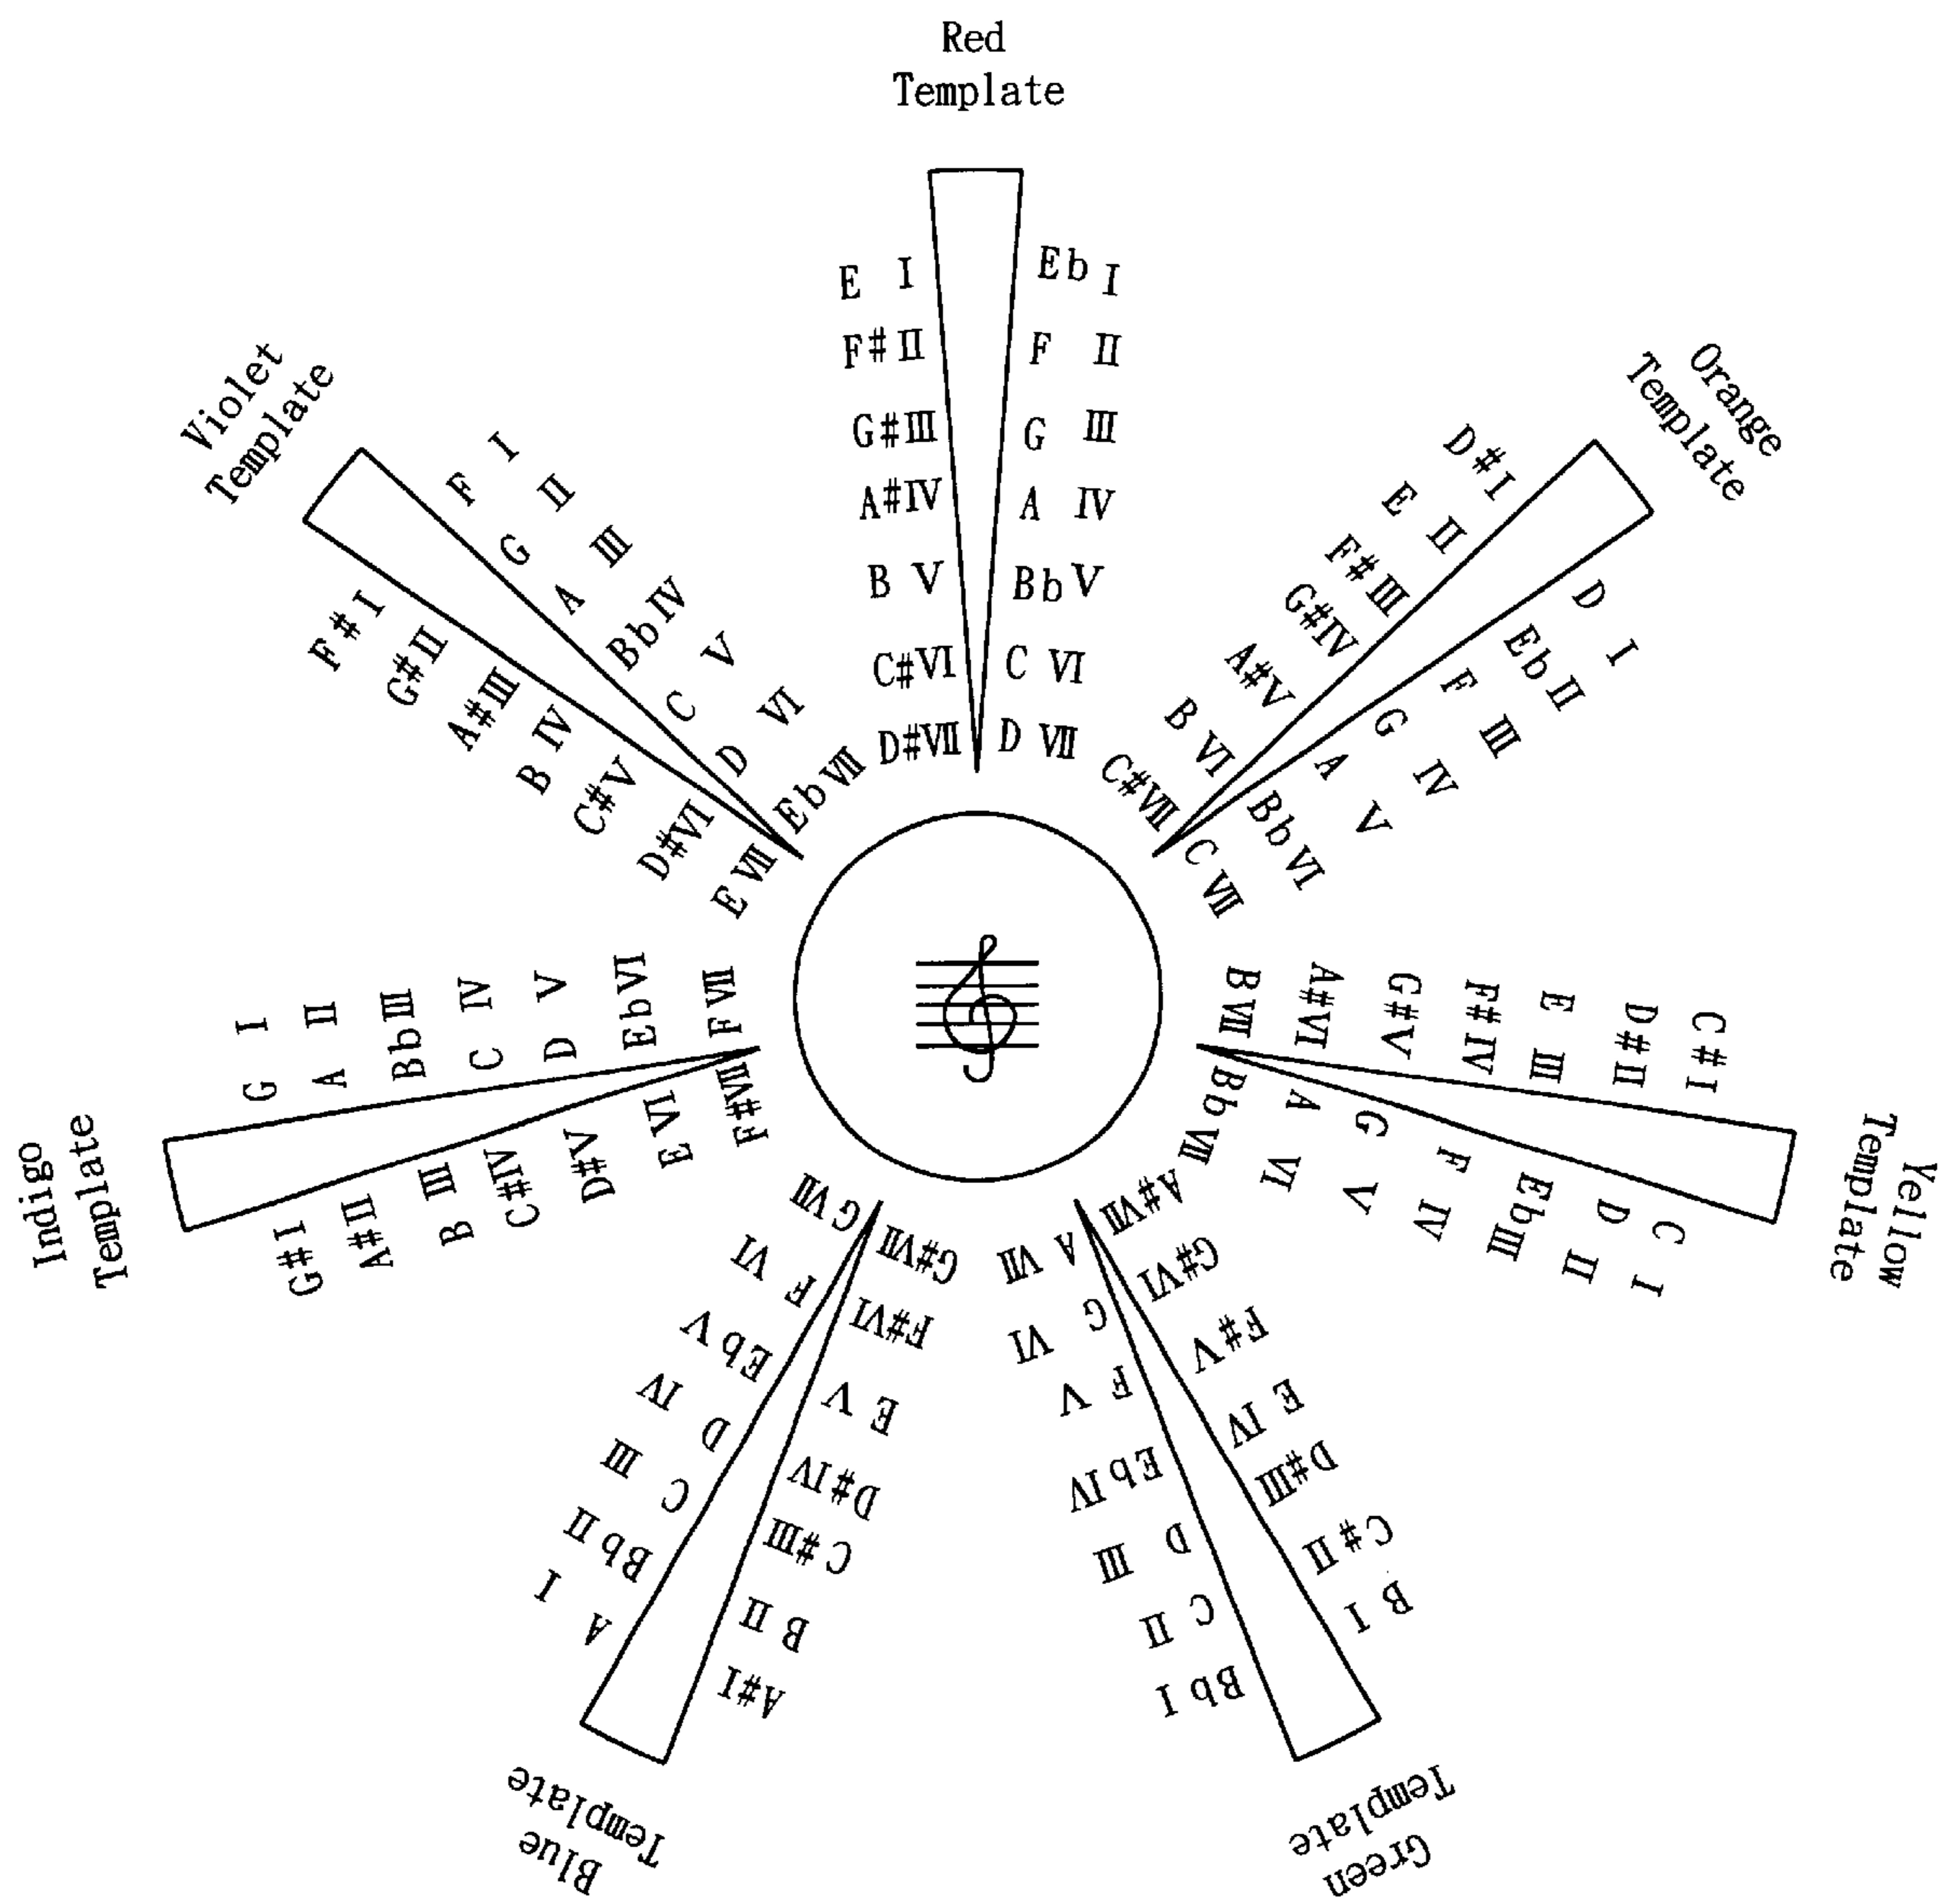 Red
Template
E I
F# II
G# III
A# IV
B V
C# VI
D# VII
Eb I
F II
G III
A IV
Bb V
C VI
D VII
Orange
Template
D# I
E II
F# III
G# IV
A# V
B VI
C# VII
D I
Eb II
F III
G IV
A V
Bb VI
C VII
Yellow
Template
C# I
D# II
E III
F# IV
G# V
A# VI
B VII
C I
D II
Eb III
F IV
G V
A VI
Bb VII
Green
Template
B I
C# II
D# III
E IV
F# V
G# VI
A# VII
Bb I
C II
D III
Eb IV
F V
G VI
A VII
Blue
Template
A# I
B II
C# III
D# IV
E V
F# VI
G# VII
A I
Bb II
C III
D IV
Eb V
F VI
G VII
Indigo
Template
G# I
A# II
B III
C# IV
D# V
E VI
F# VII
G I
A II
Bb III
C IV
D V
Eb VI
F VII
Violet
Template
F# I
G# II
A# III
B IV
C# V
D# VI
E VII
F I
G II
A III
Bb IV
C V
D VI
Eb VII